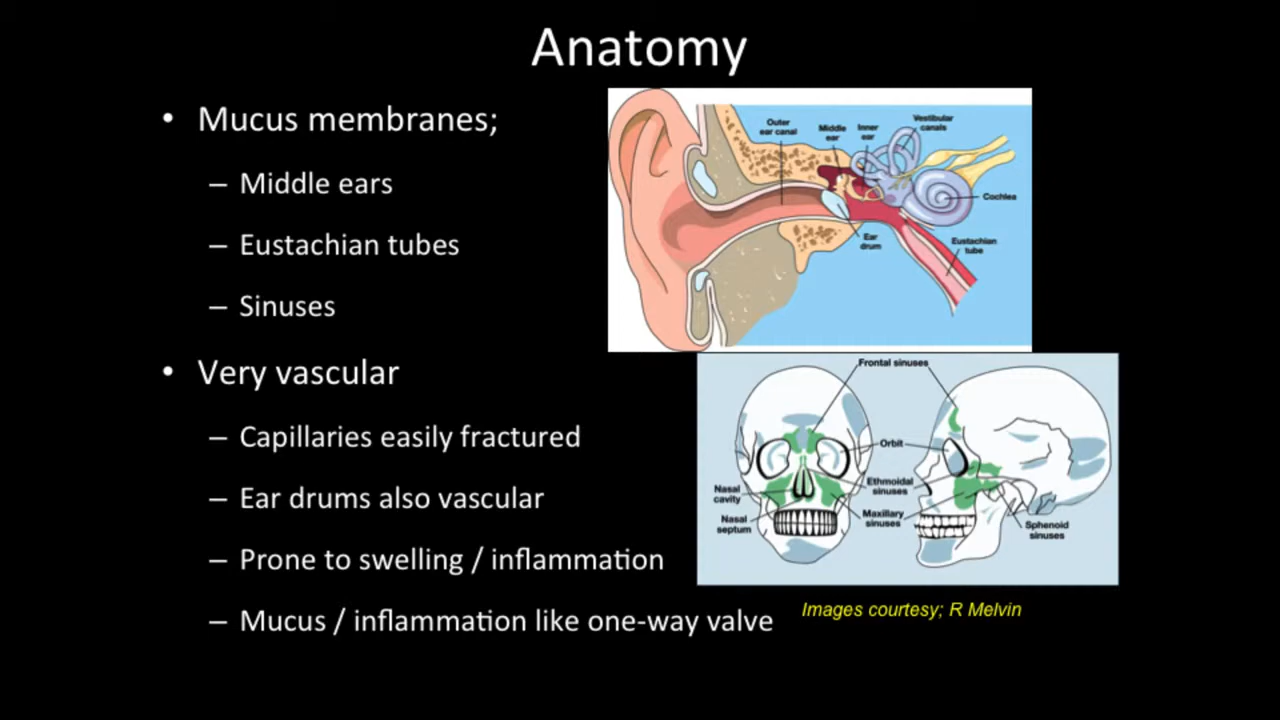 Anatomy
• Mucus membranes;
– Middle ears
– Eustachian tubes
– Sinuses
• Very vascular
– Capillaries easily fractured
– Ear drums also vascular
– Prone to swelling / inflammation
– Mucus / inflammation like one-way valve
Outer
ear canal
Middle
ear
Inner
ear
Vestibular
canals
Cochlea
Ear
drum
Eustachian
tube
Frontal sinuses
Orbit
Nasal
cavity
Ethmoidal
sinuses
Nasal
septum
Maxillary
sinuses
Sphenoid
sinuses
Images courtesy; R Melvin